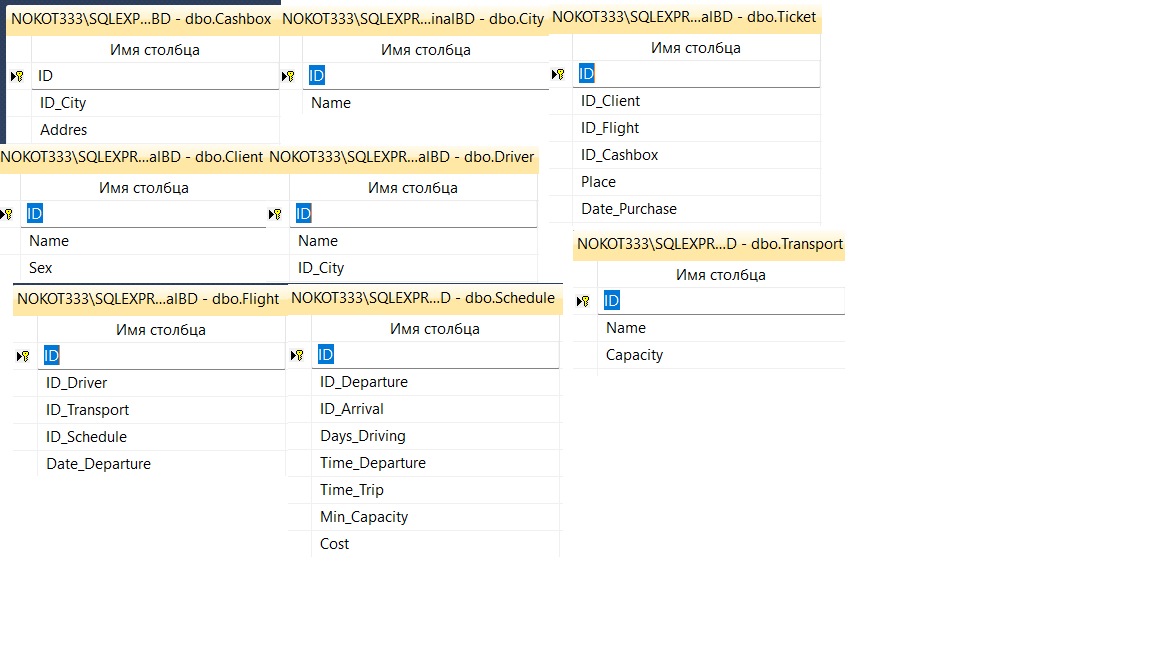 NOKOT333\SQLEXP...BD - dbo.Cashbox
Имя столбца
ID
ID_City
Addres
NOKOT333\SQLEXPR...inalBD - dbo.City
Имя столбца
ID
Name
NOKOT333\SQLEXPR...alBD - dbo.Ticket
Имя столбца
ID
ID_Client
ID_Flight
ID_Cashbox
Place
Date_Purchase
NOKOT333\SQLEXPR...alBD - dbo.Client
Имя столбца
ID
Name
Sex
NOKOT333\SQLEXPR...alBD - dbo.Driver
Имя столбца
ID
Name
ID_City
NOKOT333\SQLEXPR...D - dbo.Transport
Имя столбца
ID
Name
Capacity
NOKOT333\SQLEXPR...alBD - dbo.Flight
Имя столбца
ID
ID_Driver
ID_Transport
ID_Schedule
Date_Departure
NOKOT333\SQLEXPR...D - dbo.Schedule
Имя столбца
ID
ID_Departure
ID_Arrival
Days_Driving
Time_Departure
Time_Trip
Min_Capacity
Cost